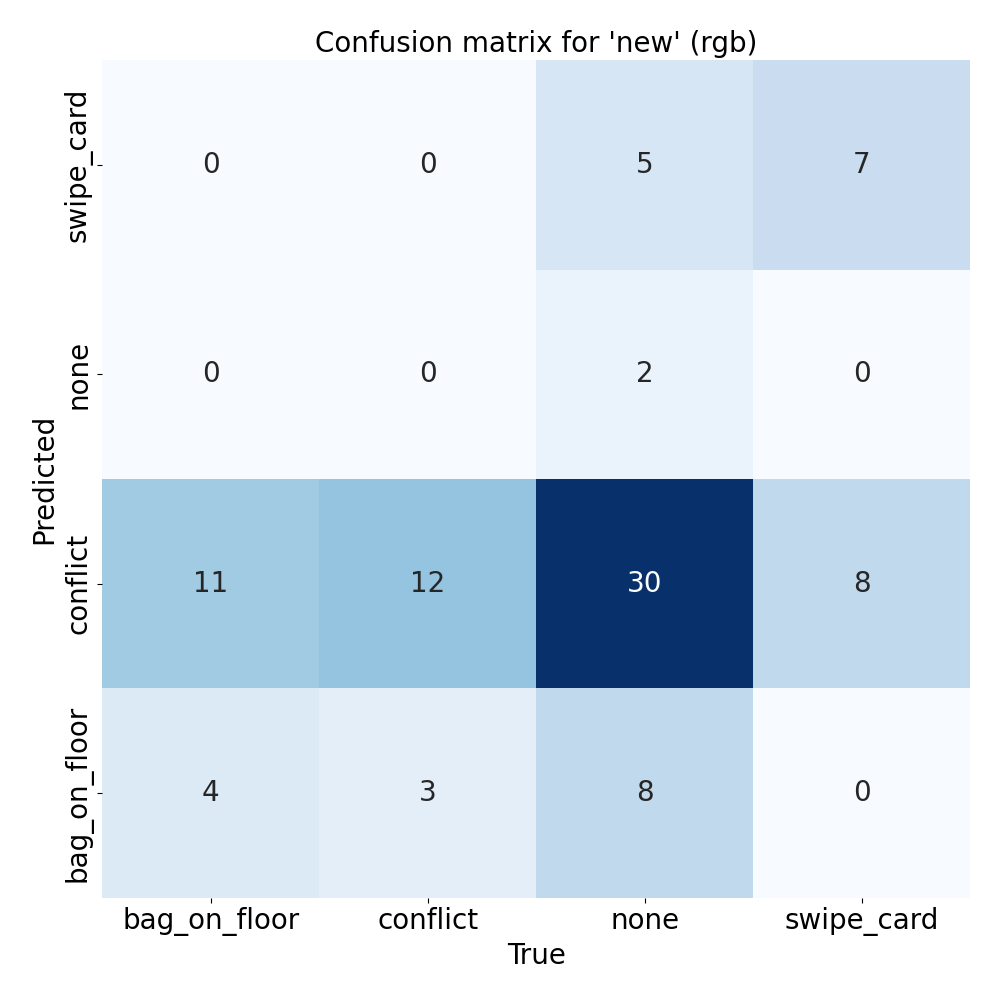 Confusion matrix for 'new' (rgb)
swipe_card
0 0 5 7
none
0 0 2 0
Predicted
conflict
11 12 30 8
bag_on_floor
4 3 8 0
bag_on_floor conflict none swipe_card
True